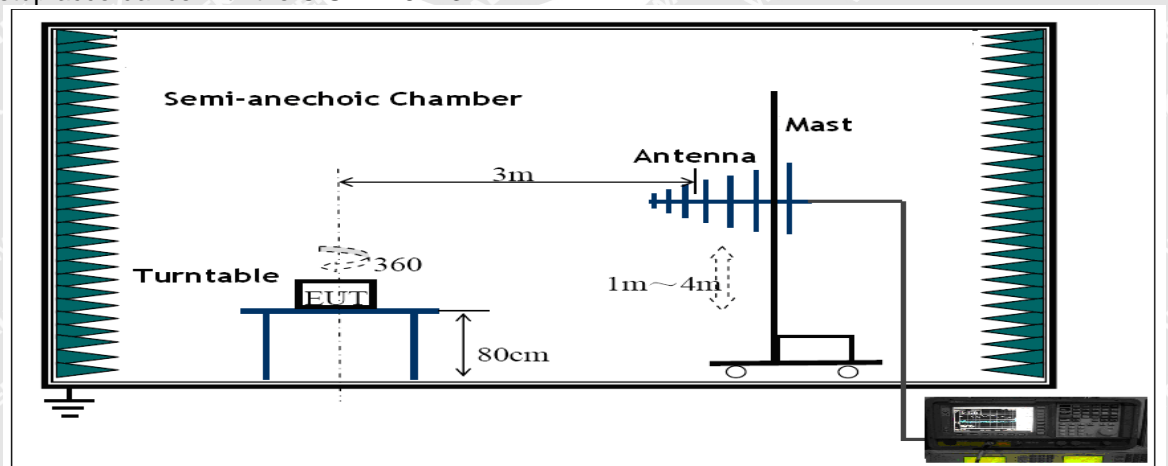 Semi-anechoic Chamber
Mast
Antenna
3m
360
Turntable
EUT
1m～4m
80cm